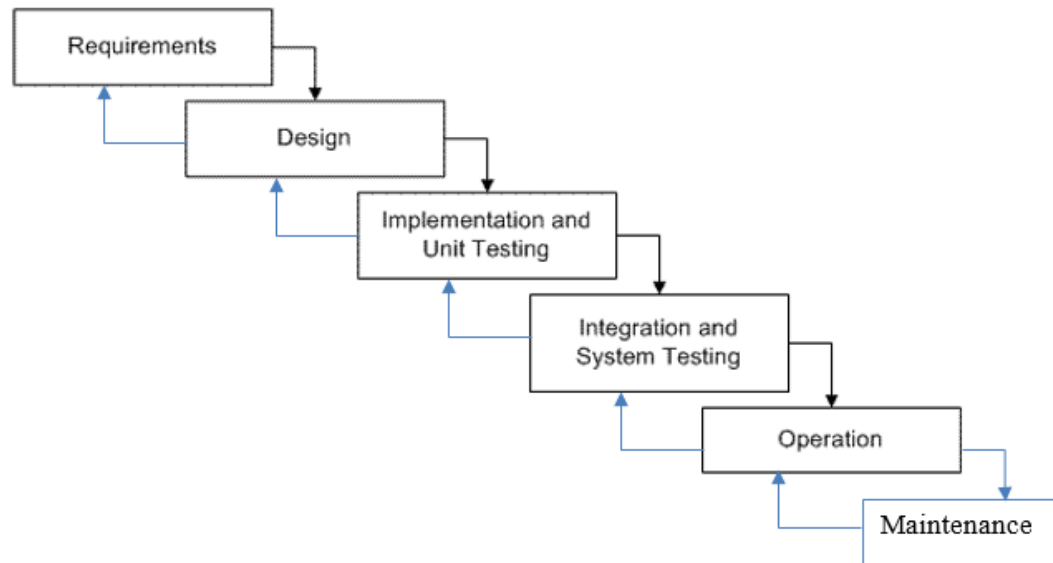 Requirements
Design
Implementation and
Unit Testing
Integration and
System Testing
Operation
Maintenance